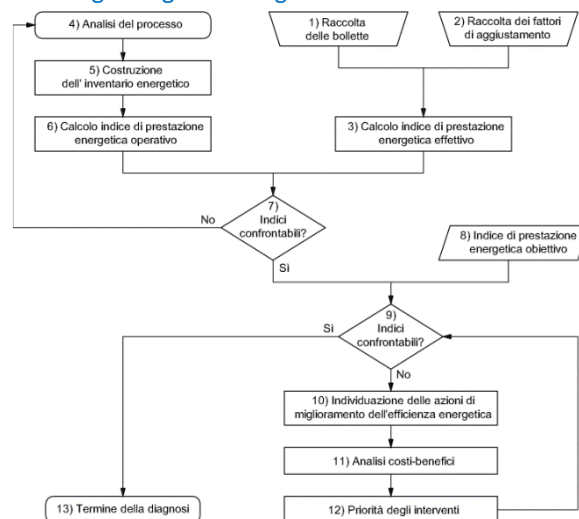 4) Analisi del processo
1) Raccolta
delle bollette
2) Raccolta dei fattori
di aggiustamento
5) Costruzione
dell' inventario energetico
6) Calcolo indice di prestazione
energetica operativo
3) Calcolo indice di prestazione
energetica effettivo
7)
Indici
confrontabili?
No
Sì
8) Indice di prestazione
energetica obiettivo
9)
Indici
confrontabili?
Sì
No
10) Individuazione delle azioni di
miglioramento dell'efficienza energetica
11) Analisi costi-benefici
12) Priorità degli interventi
13) Termine della diagnosi